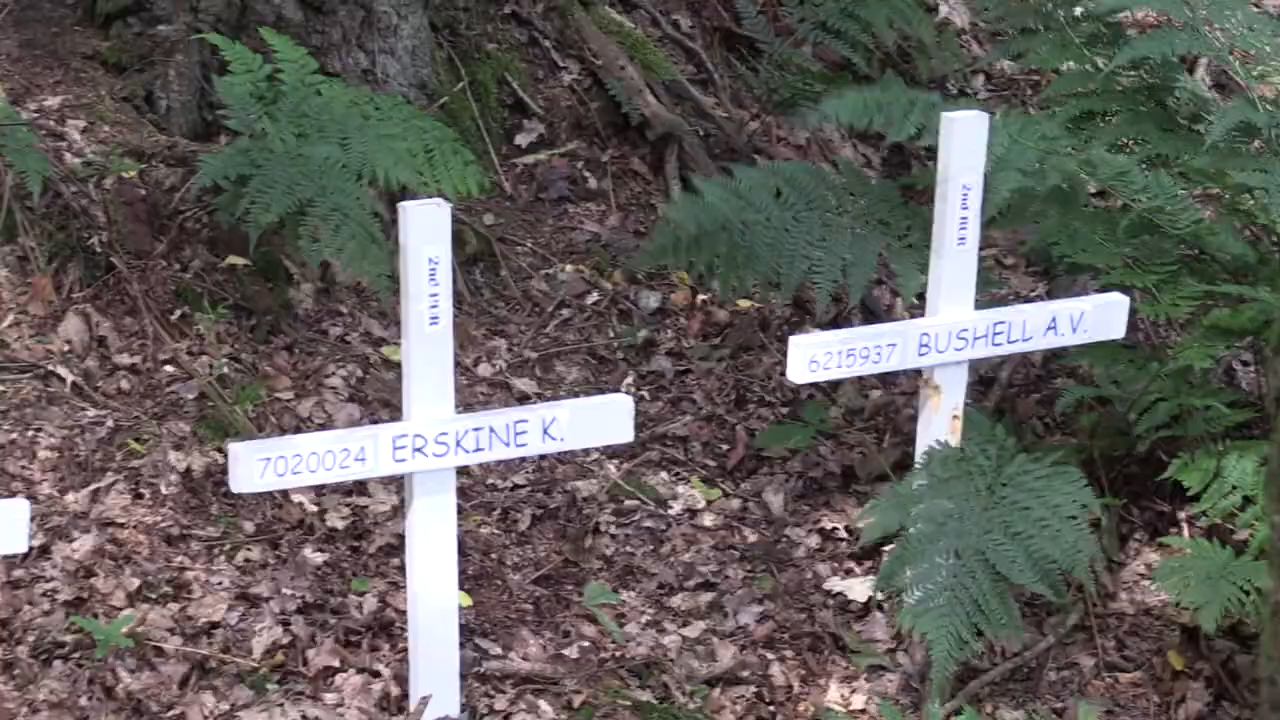 2nd RUR
7020024 ERSKINE K.
2nd RUR
6215937 BUSHELL A.V.